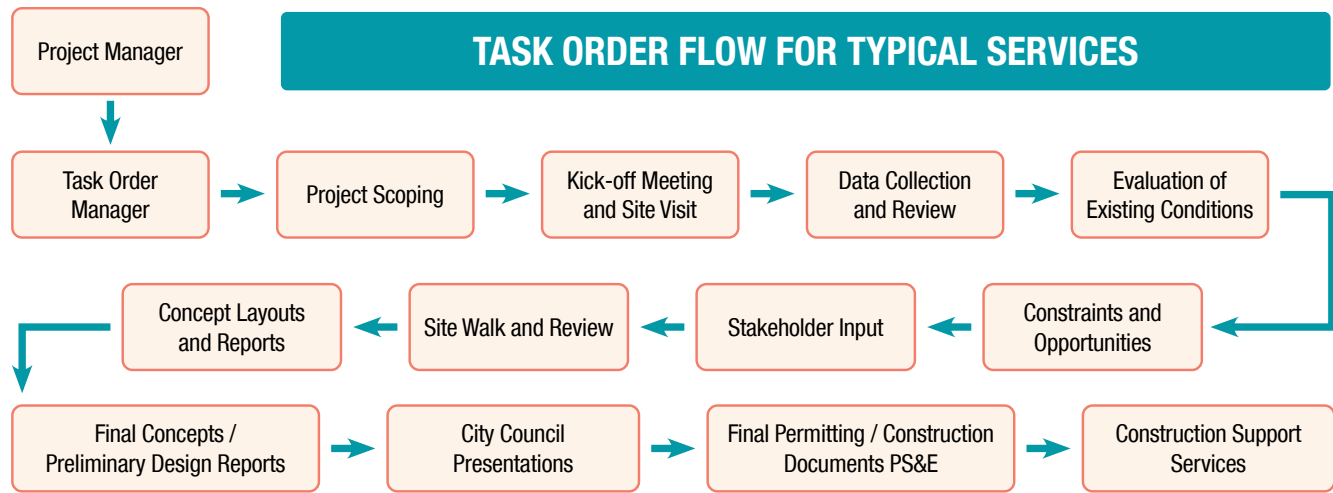 Project Manager
TASK ORDER FLOW FOR TYPICAL SERVICES
Task Order
Manager
Project Scoping
Kick-off Meeting
and Site Visit
Data Collection
and Review
Evaluation of
Existing Conditions
Constraints and
Opportunities
Stakeholder Input
Site Walk and Review
Concept Layouts
and Reports
Final Concepts /
Preliminary Design Reports
City Council
Presentations
Final Permitting / Construction
Documents PS&E
Construction Support
Services